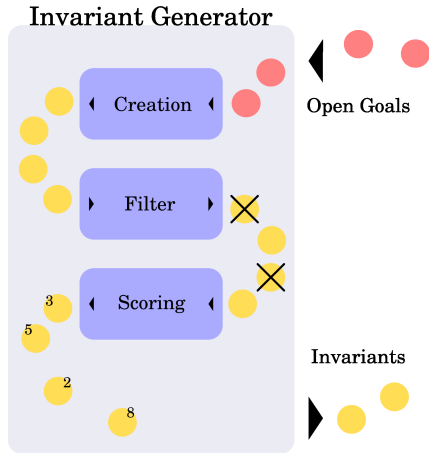 Invariant Generator
Open Goals
Creation
Filter
Scoring
3
5
2
8
Invariants